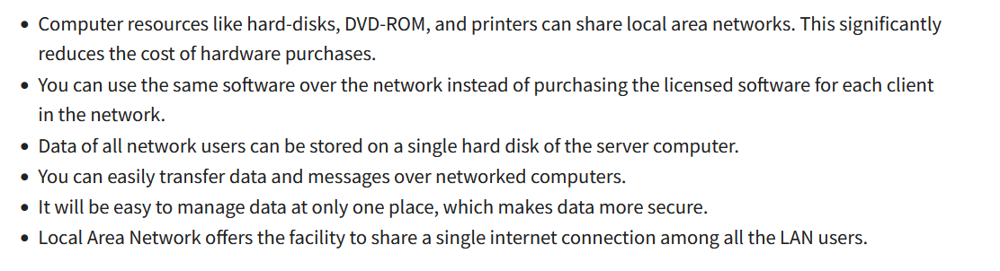 • Computer resources like hard-disks, DVD-ROM, and printers can share local area networks. This significantly
reduces the cost of hardware purchases.
• You can use the same software over the network instead of purchasing the licensed software for each client
in the network.
• Data of all network users can be stored on a single hard disk of the server computer.
• You can easily transfer data and messages over networked computers.
• It will be easy to manage data at only one place, which makes data more secure.
• Local Area Network offers the facility to share a single internet connection among all the LAN users.